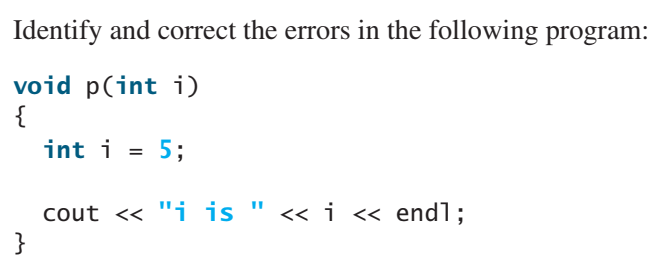 Identify and correct the errors in the following program:
void p(int i)
{
int i = 5;
cout << "i is " << i << endl;
}